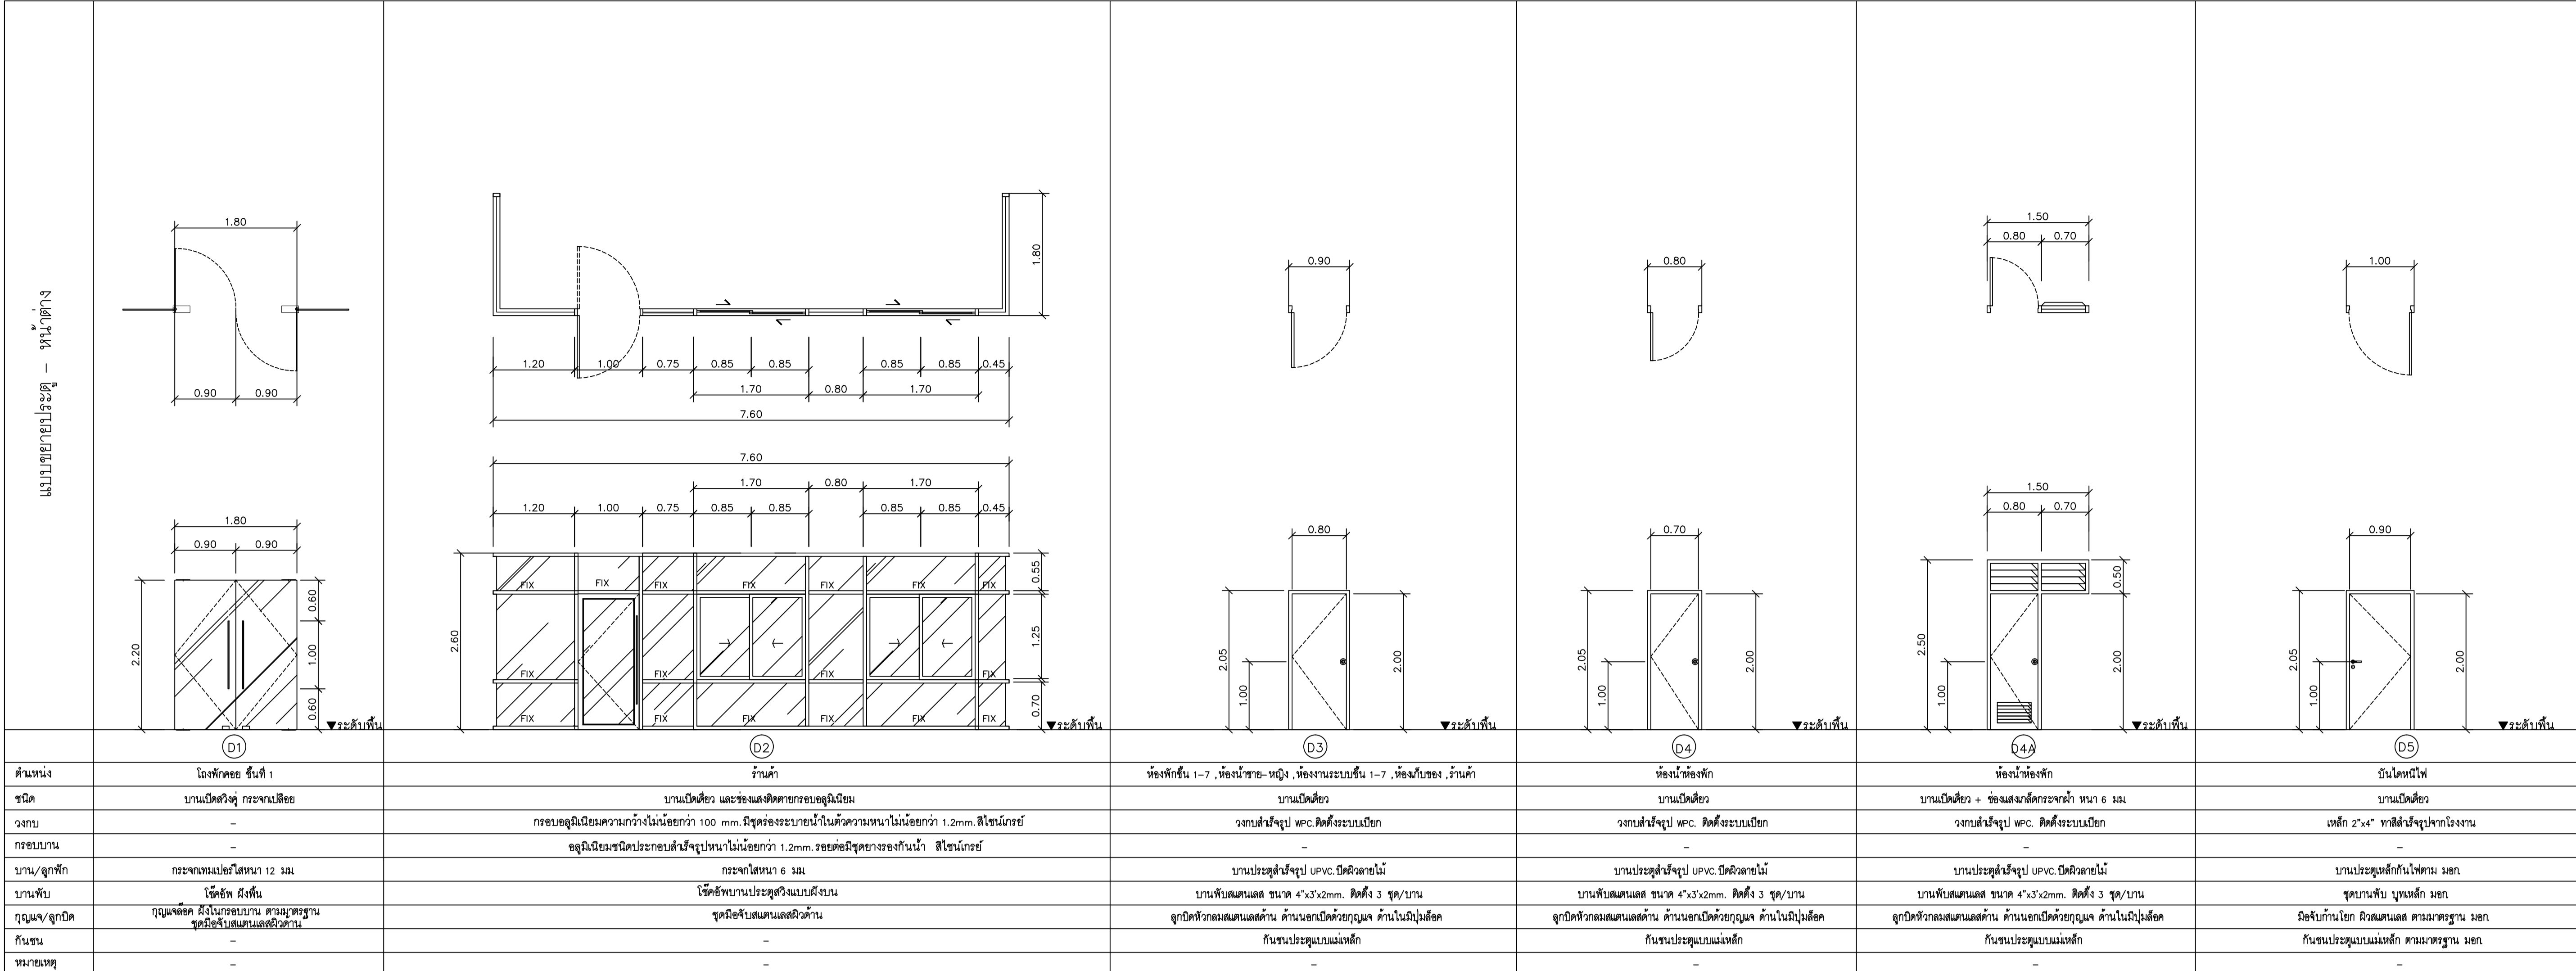 แบบขยายประตู - หน้าต่าง
1.80
0.90 0.90
1.80
0.90 0.90
2.20
0.60
1.00
0.60
▼ระดับพื้น
D1
1.80
1.20 1.00 0.75 0.85 0.85 0.85 0.85 0.45
1.70 0.80 1.70
7.60
7.60
1.70 0.80 1.70
1.20 1.00 0.75 0.85 0.85 0.85 0.85 0.45
2.60
0.55
1.25
0.70
FIX FIX FIX FIX FIX FIX FIX
FIX FIX FIX FIX
FIX FIX FIX FIX FIX FIX
▼ระดับพื้น
D2
0.90
0.80
2.05
1.00
2.00
▼ระดับพื้น
D3
0.80
0.70
2.05
1.00
2.00
▼ระดับพื้น
D4
1.50
0.80 0.70
1.50
0.80 0.70
2.50
1.00
0.50
2.00
▼ระดับพื้น
D4A
1.00
0.90
2.05
1.00
2.00
▼ระดับพื้น
D5
ตำแหน่ง โถงพักคอย ชั้นที่ 1 ร้านค้า ห้องพักชั้น 1-7 ,ห้องน้ำชาย-หญิง ,ห้องงานระบบชั้น 1-7 ,ห้องเก็บของ ,ร้านค้า ห้องน้ำห้องพัก ห้องน้ำห้องพัก บันไดหนีไฟ
ชนิด บานเปิดสวิงคู่ กระจกเปลือย บานเปิดเดี่ยว และช่องแสงติดตายกรอบอลูมิเนียม บานเปิดเดี่ยว บานเปิดเดี่ยว บานเปิดเดี่ยว + ช่องแสงเกล็ดกระจกฝ้า หนา 6 มม. บานเปิดเดี่ยว
วงกบ - กรอบอลูมิเนียมความกว้างไม่น้อยกว่า 100 mm.มีชุดร่องระบายน้ำในตัวความหนาไม่น้อยกว่า 1.2mm.สีไซน์เกรย์ วงกบสำเร็จรูป WPC.ติดตั้งระบบเปียก วงกบสำเร็จรูป WPC. ติดตั้งระบบเปียก วงกบสำเร็จรูป WPC. ติดตั้งระบบเปียก เหล็ก 2"x4" ทาสีสำเร็จรูปจากโรงงาน
กรอบบาน - อลูมิเนียมชนิดประกอบสำเร็จรูปหนาไม่น้อยกว่า 1.2mm.รอยต่อมีชุดยางรองกันน้ำ สีไซน์เกรย์ - - - -
บาน/ลูกฟัก กระจกเทมเปอร์ใสหนา 12 มม. กระจกใสหนา 6 มม. บานประตูสำเร็จรูป UPVC.ปิดผิวลายไม้ บานประตูสำเร็จรูป UPVC.ปิดผิวลายไม้ บานประตูสำเร็จรูป UPVC.ปิดผิวลายไม้ บานประตูเหล็กกันไฟตาม มอก.
บานพับ โช๊คอัพ ฝังพื้น โช๊คอัพบานประตูสวิงแบบฝังบน บานพับสแตนเลส ขนาด 4"x3"x2mm. ติดตั้ง 3 ชุด/บาน บานพับสแตนเลส ขนาด 4"x3"x2mm. ติดตั้ง 3 ชุด/บาน บานพับสแตนเลส ขนาด 4"x3"x2mm. ติดตั้ง 3 ชุด/บาน ชุดบานพับ บูทเหล็ก มอก.
กุญแจ/ลูกบิด กุญแจล็อค ฝังในกรอบบาน ตามมาตรฐาน
ชุดมือจับสแตนเลสผิวด้าน ชุดมือจับสแตนเลสผิวด้าน ลูกบิดหัวกลมสแตนเลสด้าน ด้านนอกเปิดด้วยกุญแจ ด้านในมีปุ่มล็อค ลูกบิดหัวกลมสแตนเลสด้าน ด้านนอกเปิดด้วยกุญแจ ด้านในมีปุ่มล็อค ลูกบิดหัวกลมสแตนเลสด้าน ด้านนอกเปิดด้วยกุญแจ ด้านในมีปุ่มล็อค มือจับก้านโยก ผิวสแตนเลส ตามมาตรฐาน มอก.
กันชน - - กันชนประตูแบบแม่เหล็ก กันชนประตูแบบแม่เหล็ก กันชนประตูแบบแม่เหล็ก กันชนประตูแบบแม่เหล็ก ตามมาตรฐาน มอก.
หมายเหตุ - - - - - -